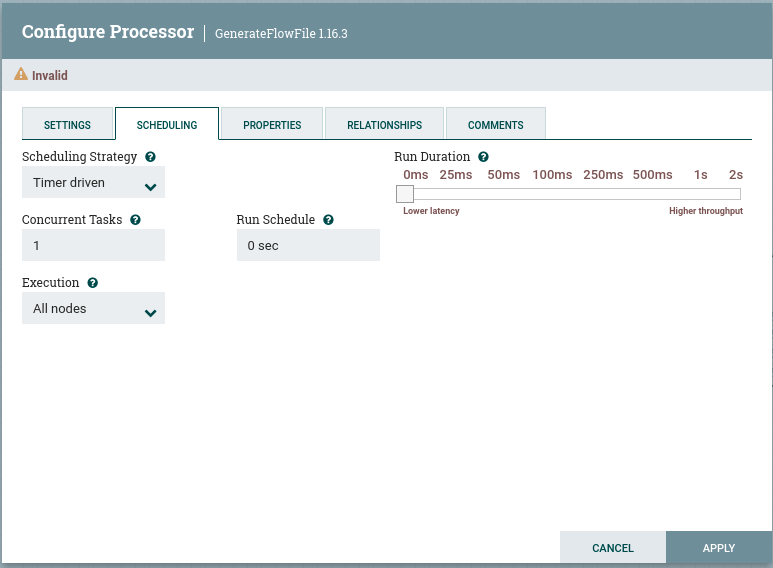 Configure Processor | GenerateFlowFile 1.16.3
Invalid
SETTINGS SCHEDULING PROPERTIES RELATIONSHIPS COMMENTS
Scheduling Strategy ?
Timer driven
Run Duration ?
0ms 25ms 50ms 100ms 250ms 500ms 1s 2s
Lower latency Higher throughput
Concurrent Tasks ?
1
Run Schedule ?
0 sec
Execution ?
All nodes
CANCEL APPLY